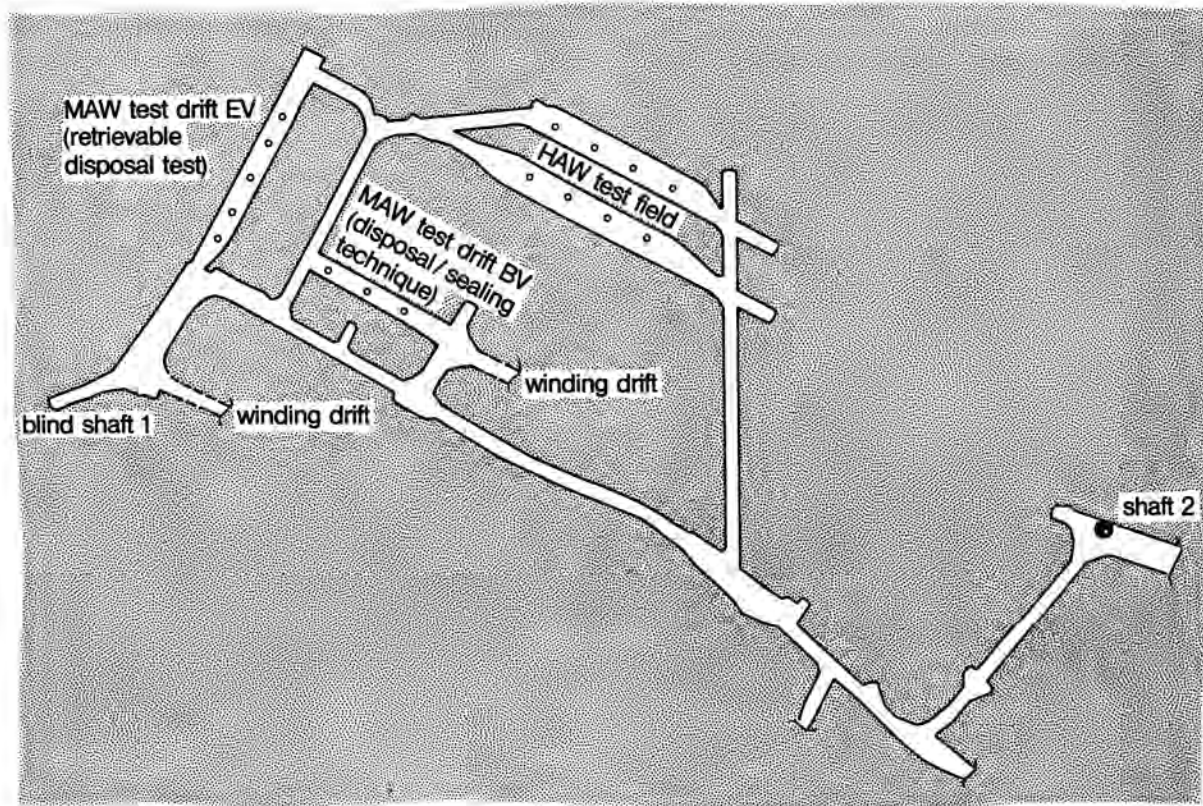 MAW test drift EV
(retrievable
disposal test)
HAW test field
MAW test drift BV
(disposal/sealing
technique)
winding drift
blind shaft 1
winding drift
shaft 2